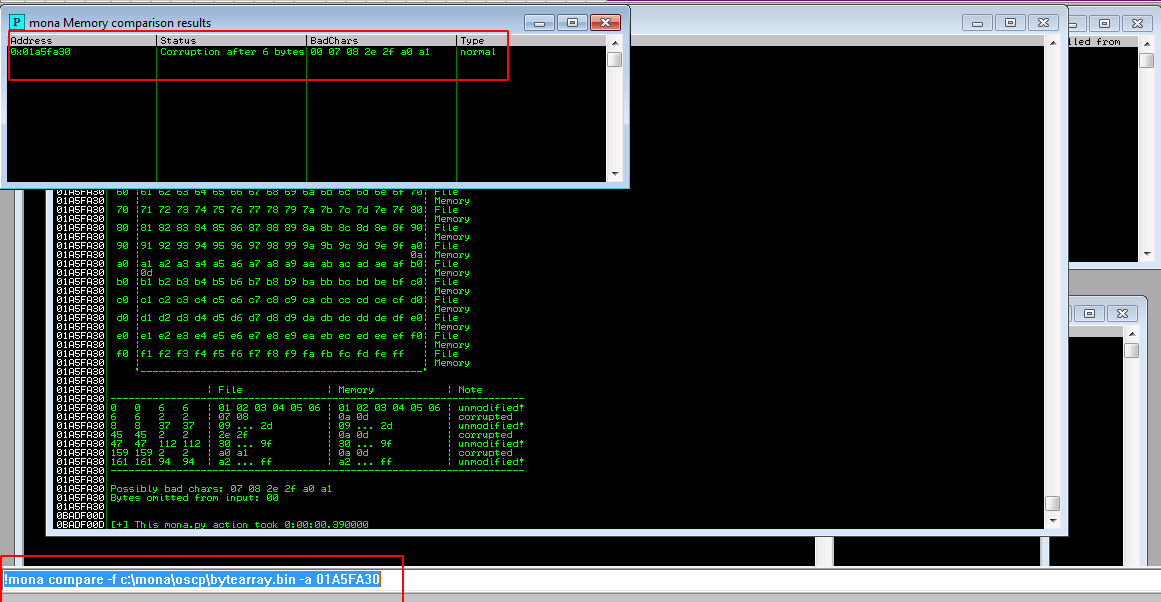 P mona Memory comparison results
Address Status BadChars Type
0x01a5fa30 Corruption after 6 bytes 00 07 08 2e 2f a0 a1 normal
lled from
01A5FA30 60 |61 62 63 64 65 66 67 68 69 6a 6b 6c 6d 6e 6f 70| File
01A5FA30 Memory
01A5FA30 70 |71 72 73 74 75 76 77 78 79 7a 7b 7c 7d 7e 7f 80| File
01A5FA30 Memory
01A5FA30 80 |81 82 83 84 85 86 87 88 89 8a 8b 8c 8d 8e 8f 90| File
01A5FA30 Memory
01A5FA30 90 |91 92 93 94 95 96 97 98 99 9a 9b 9c 9d 9e 9f a0| File
01A5FA30 | 0a| Memory
01A5FA30 a0 |a1 a2 a3 a4 a5 a6 a7 a8 a9 aa ab ac ad ae af b0| File
01A5FA30 |0d | Memory
01A5FA30 b0 |b1 b2 b3 b4 b5 b6 b7 b8 b9 ba bb bc bd be bf c0| File
01A5FA30 Memory
01A5FA30 c0 |c1 c2 c3 c4 c5 c6 c7 c8 c9 ca cb cc cd ce cf d0| File
01A5FA30 Memory
01A5FA30 d0 |d1 d2 d3 d4 d5 d6 d7 d8 d9 da db dc dd de df e0| File
01A5FA30 Memory
01A5FA30 e0 |e1 e2 e3 e4 e5 e6 e7 e8 e9 ea eb ec ed ee ef f0| File
01A5FA30 Memory
01A5FA30 f0 |f1 f2 f3 f4 f5 f6 f7 f8 f9 fa fb fc fd fe ff | File
01A5FA30 Memory
01A5FA30 `-----------------------------------------------'
01A5FA30
01A5FA30 | File | Memory | Note
01A5FA30 -----------------------------------------------
01A5FA30 0 0 6 6 | 01 02 03 04 05 06 | 01 02 03 04 05 06 | unmodified!
01A5FA30 6 6 2 2 | 07 08 | 0a 0d | corrupted
01A5FA30 8 8 37 37 | 09 ... 2d | 09 ... 2d | unmodified!
01A5FA30 45 45 2 2 | 2e 2f | 0a 0d | corrupted
01A5FA30 47 47 112 112 | 30 ... 9f | 30 ... 9f | unmodified!
01A5FA30 159 159 2 2 | a0 a1 | 0a 0d | corrupted
01A5FA30 161 161 94 94 | a2 ... ff | a2 ... ff | unmodified!
01A5FA30 -----------------------------------------------
01A5FA30
01A5FA30 Possibly bad chars: 07 08 2e 2f a0 a1
01A5FA30 Bytes omitted from input: 00
01A5FA30
0BADF00D
0BADF00D [+] This mona.py action took 0:00:00.390000
!mona compare -f c:\mona\oscp\bytearray.bin -a 01A5FA30